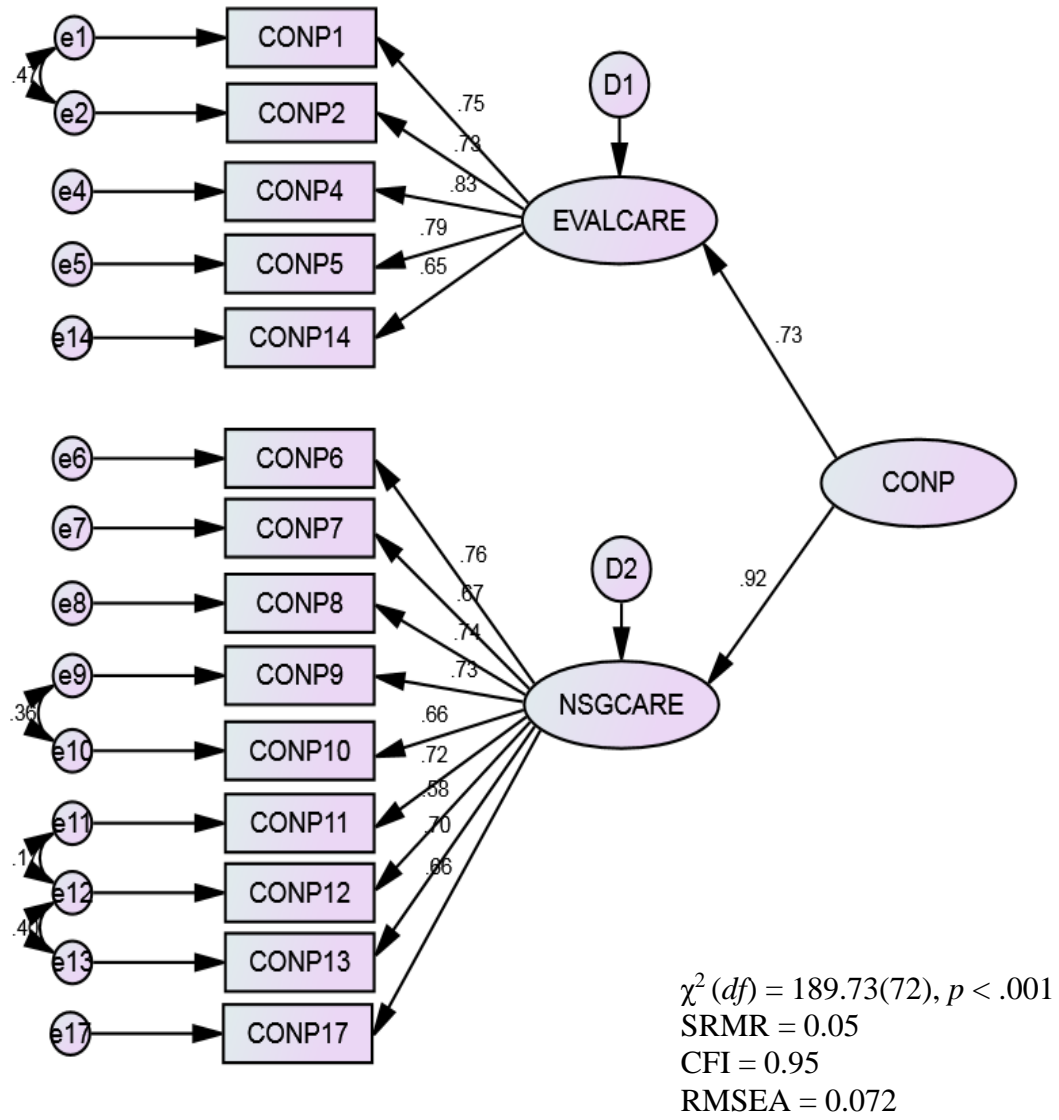 e1
CONP1
.47
e2
CONP2
D1
.75
.73
e4
CONP4
.83
EVALCARE
.79
e5
CONP5
.65
e14
CONP14
.73
e6
CONP6
CONP
e7
CONP7
.76
D2
.92
.67
e8
CONP8
.74
e9
CONP9
.73
NSGCARE
.36
.66
e10
CONP10
.72
.58
e11
CONP11
.70
e12
CONP12
.66
e13
CONP13
e17
CONP17
χ² (df) = 189.73(72), p < .001
SRMR = 0.05
CFI = 0.95
RMSEA = 0.072